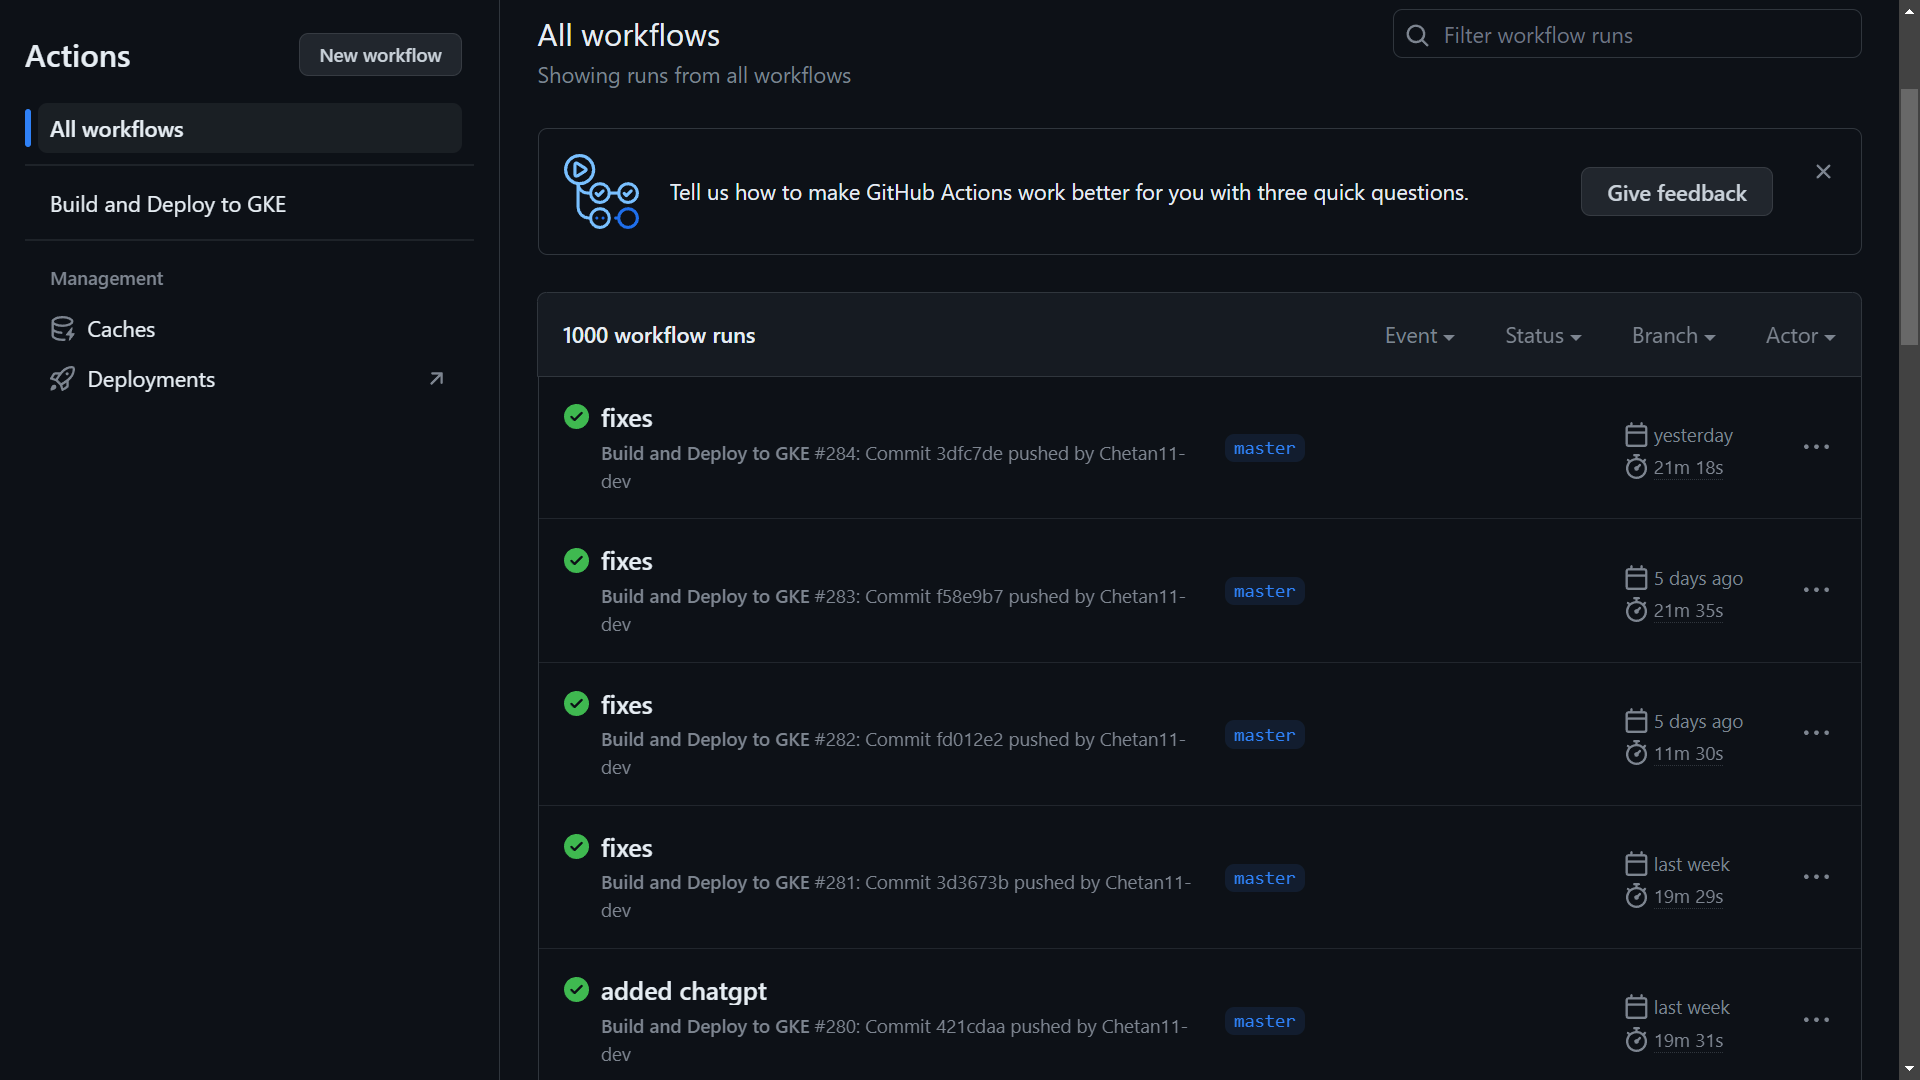 Actions
New workflow
All workflows
Build and Deploy to GKE
Management
Caches
Deployments
All workflows
Showing runs from all workflows
Filter workflow runs
Tell us how to make GitHub Actions work better for you with three quick questions.
Give feedback
1000 workflow runs
Event
Status
Branch
Actor
fixes
Build and Deploy to GKE #284: Commit 3dfc7de pushed by Chetan11-
dev
master
yesterday
21m 18s
fixes
Build and Deploy to GKE #283: Commit f58e9b7 pushed by Chetan11-
dev
master
5 days ago
21m 35s
fixes
Build and Deploy to GKE #282: Commit fd012e2 pushed by Chetan11-
dev
master
5 days ago
11m 30s
fixes
Build and Deploy to GKE #281: Commit 3d3673b pushed by Chetan11-
dev
master
last week
19m 29s
added chatgpt
Build and Deploy to GKE #280: Commit 421cdaa pushed by Chetan11-
dev
master
last week
19m 31s